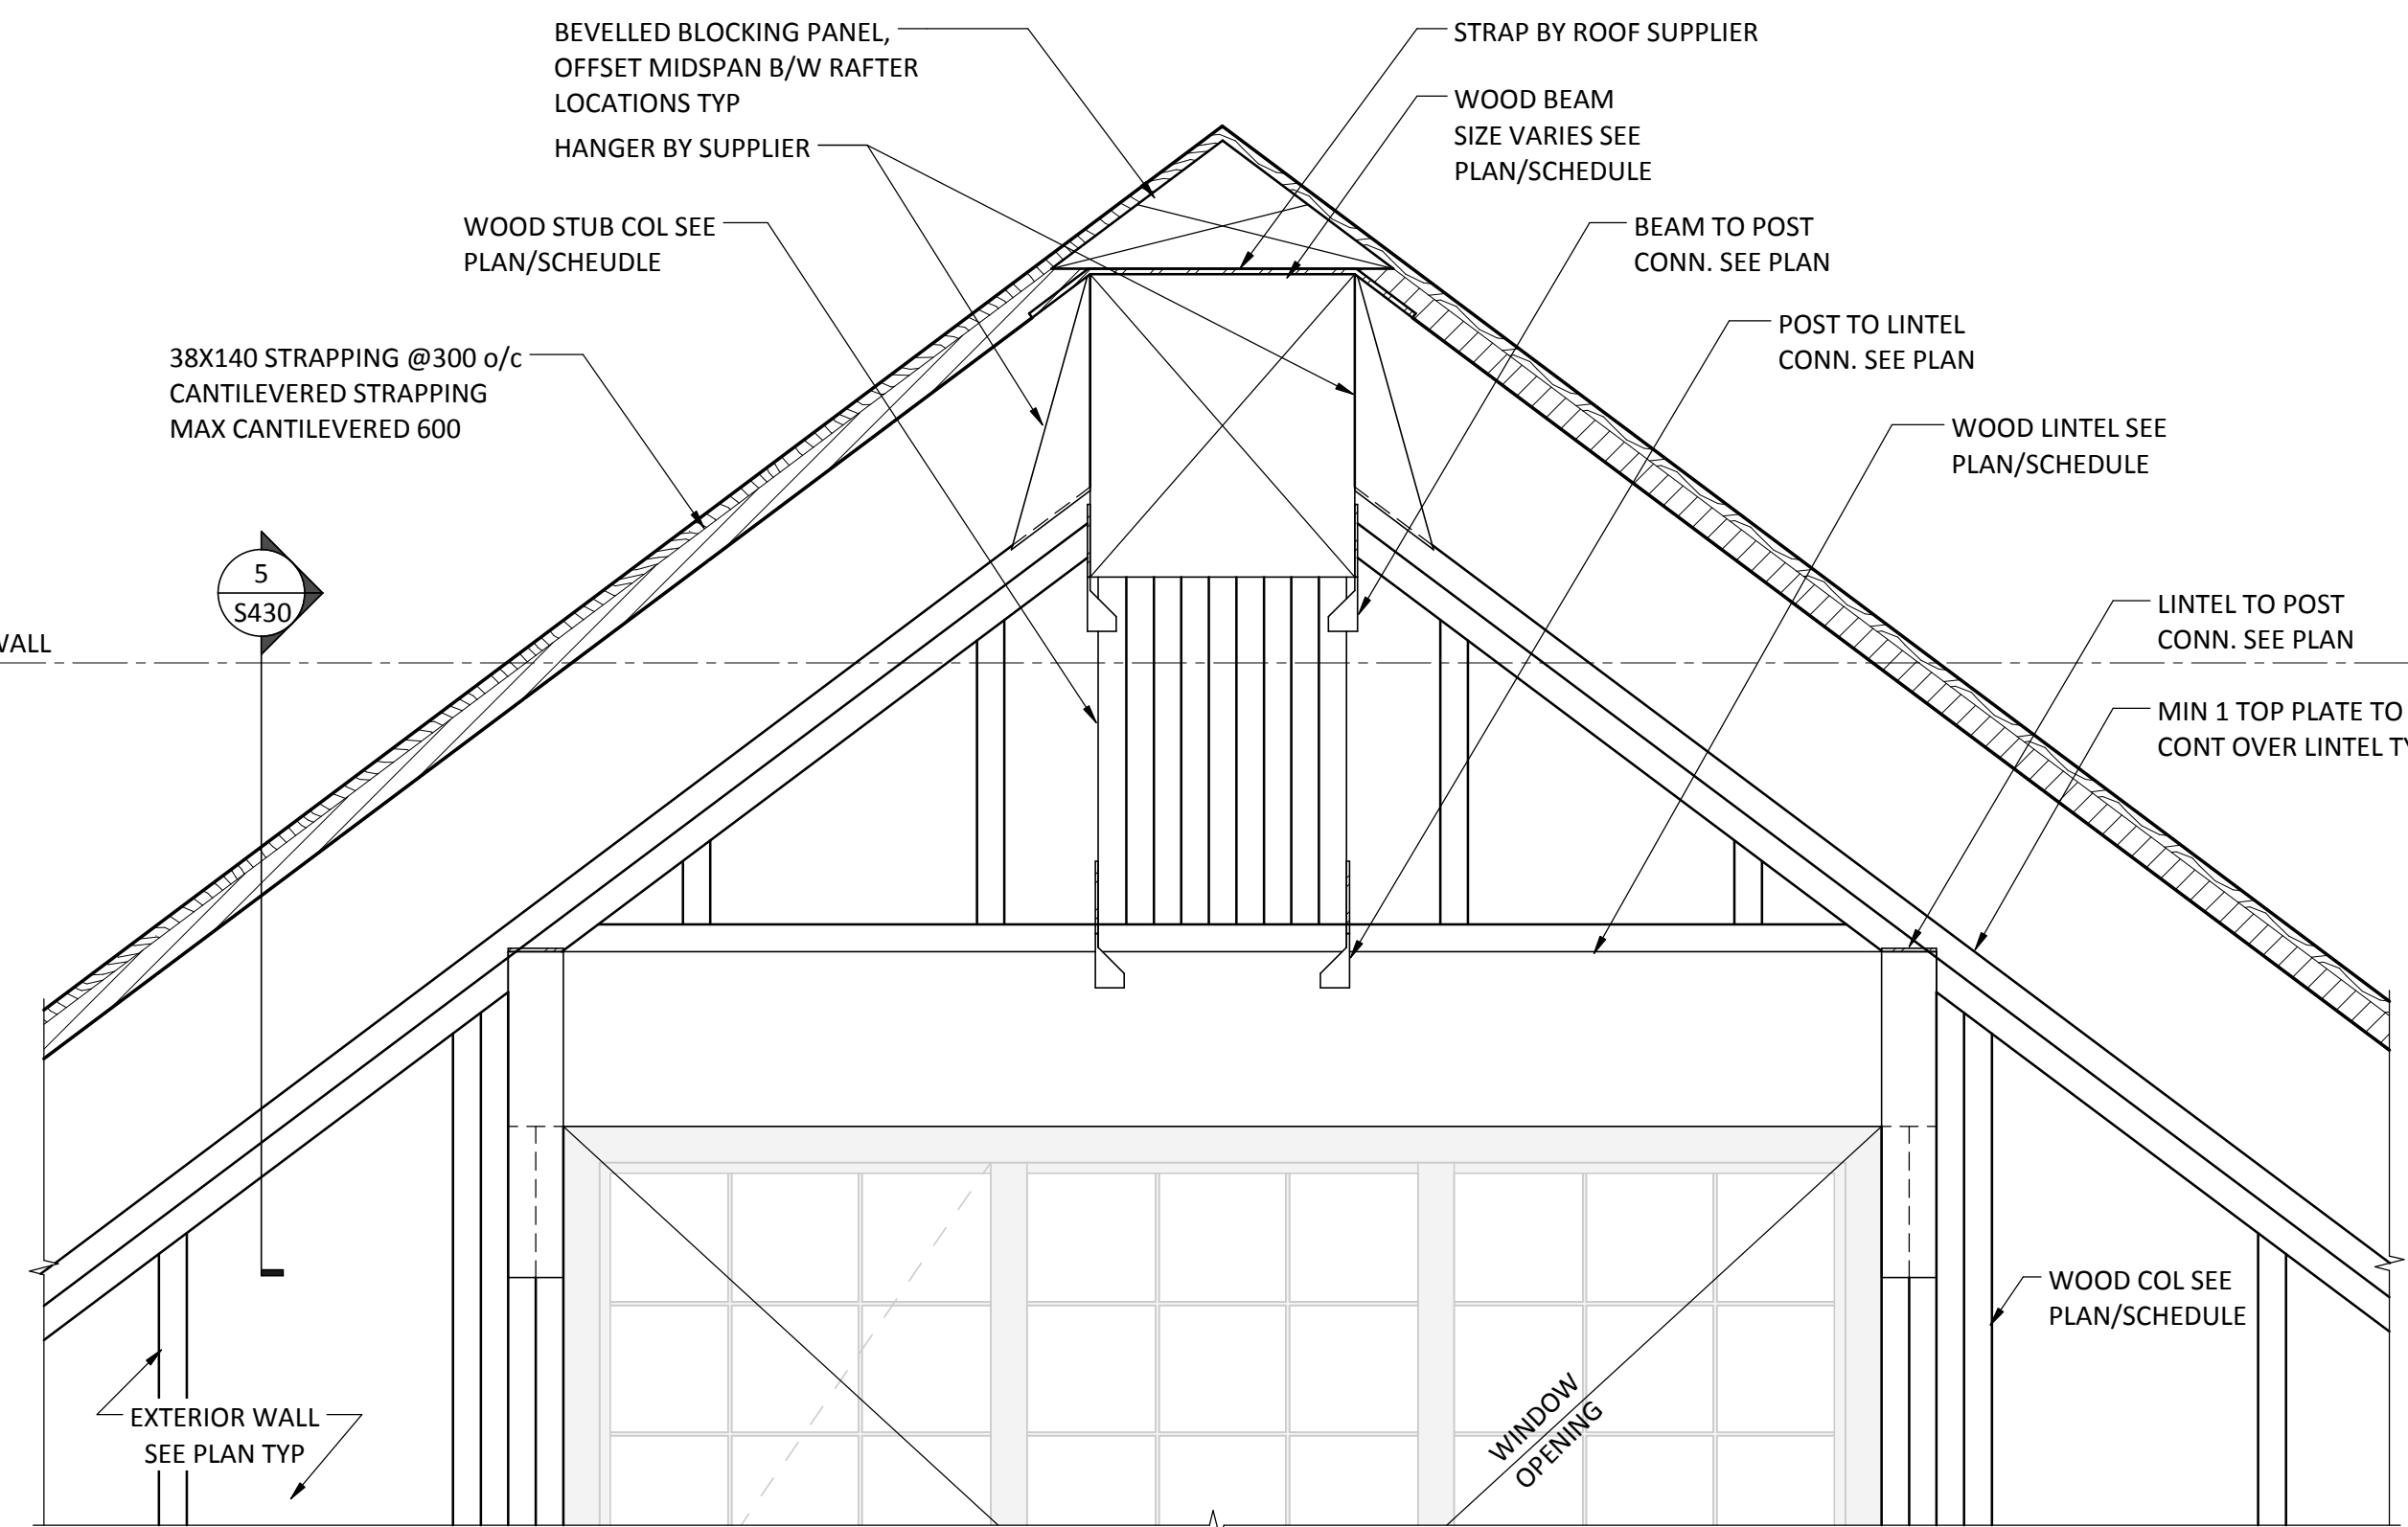 BEVELLED BLOCKING PANEL,
OFFSET MIDSPAN B/W RAFTER
LOCATIONS TYP
HANGER BY SUPPLIER
WOOD STUB COL SEE
PLAN/SCHEUDLE
38X140 STRAPPING @300 o/c
CANTILEVERED STRAPPING
MAX CANTILEVERED 600
5
S430
WALL
STRAP BY ROOF SUPPLIER
WOOD BEAM
SIZE VARIES SEE
PLAN/SCHEDULE
BEAM TO POST
CONN. SEE PLAN
POST TO LINTEL
CONN. SEE PLAN
WOOD LINTEL SEE
PLAN/SCHEDULE
LINTEL TO POST
CONN. SEE PLAN
MIN 1 TOP PLATE TO
CONT OVER LINTEL
WOOD COL SEE
PLAN/SCHEDULE
EXTERIOR WALL
SEE PLAN TYP
WINDOW
OPENING